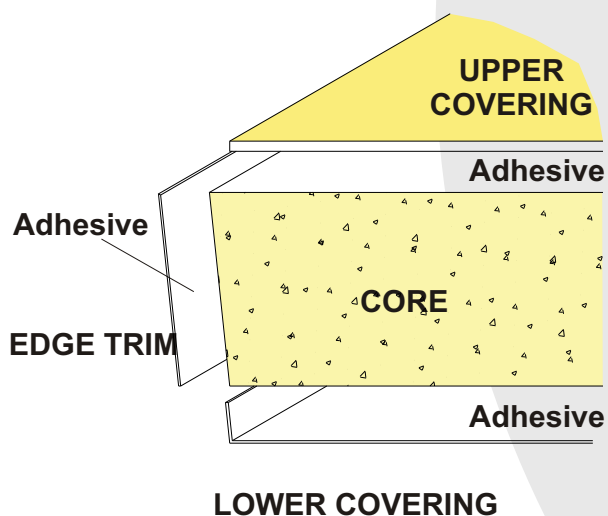 UPPER
COVERING
Adhesive
Adhesive
CORE
EDGE TRIM
Adhesive
LOWER COVERING